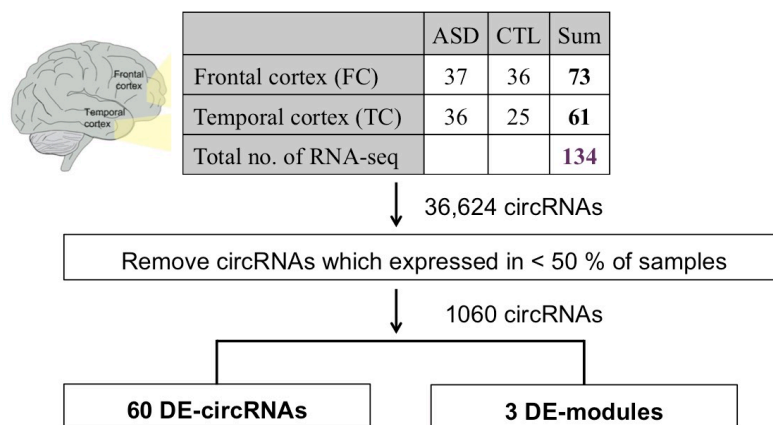 ASD CTL Sum
Frontal cortex (FC) 37 36 73
Temporal cortex (TC) 36 25 61
Total no. of RNA-seq 134
Frontal
cortex
Temporal
cortex
36,624 circRNAs
Remove circRNAs which expressed in < 50 % of samples
1060 circRNAs
60 DE-circRNAs 3 DE-modules